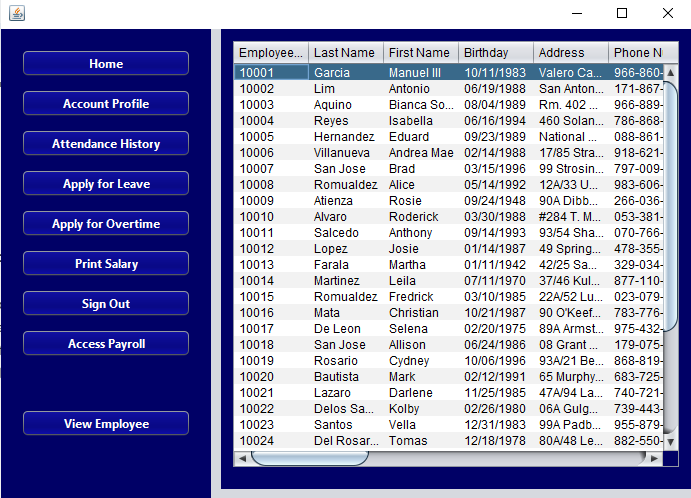 Home
Account Profile
Attendance History
Apply for Leave
Apply for Overtime
Print Salary
Sign Out
Access Payroll
View Employee
Employee... Last Name First Name Birthday Address Phone N
10001 Garcia Manuel III 10/11/1983 Valero Ca... 966-860-
10002 Lim Antonio 06/19/1988 San Anton... 171-867-
10003 Aquino Bianca So... 08/04/1989 Rm. 402 ... 966-889-
10004 Reyes Isabella 06/16/1994 460 Solan... 786-868-
10005 Hernandez Eduard 09/23/1989 National ... 088-861-
10006 Villanueva Andrea Mae 02/14/1988 17/85 Stra... 918-621-
10007 San Jose Brad 03/15/1996 99 Strosin... 797-009-
10008 Romualdez Alice 05/14/1992 12A/33 U... 983-606-
10009 Atienza Rosie 09/24/1948 90A Dibb... 266-036-
10010 Alvaro Roderick 03/30/1988 #284 T. M... 053-381-
10011 Salcedo Anthony 09/14/1993 93/54 Sha... 070-766-
10012 Lopez Josie 01/14/1987 49 Spring... 478-355-
10013 Farala Martha 01/11/1942 42/25 Sa... 329-034-
10014 Martinez Leila 07/11/1970 37/46 Kul... 877-110-
10015 Romualdez Fredrick 03/10/1985 22A/52 Lu... 023-079-
10016 Mata Christian 10/21/1987 90 O'Keef... 783-776-
10017 De Leon Selena 02/20/1975 89A Armst... 975-432-
10018 San Jose Allison 06/24/1986 08 Grant ... 179-075-
10019 Rosario Cydney 10/06/1996 93A/21 Be... 868-819-
10020 Bautista Mark 02/12/1991 65 Murphy... 683-725-
10021 Lazaro Darlene 11/25/1985 47A/94 La... 740-721-
10022 Delos Sa... Kolby 02/26/1980 06A Gulg... 739-443-
10023 Santos Vella 12/31/1983 99A Padb... 955-879-
10024 Del Rosar... Tomas 12/18/1978 80A/48 Le... 882-550-